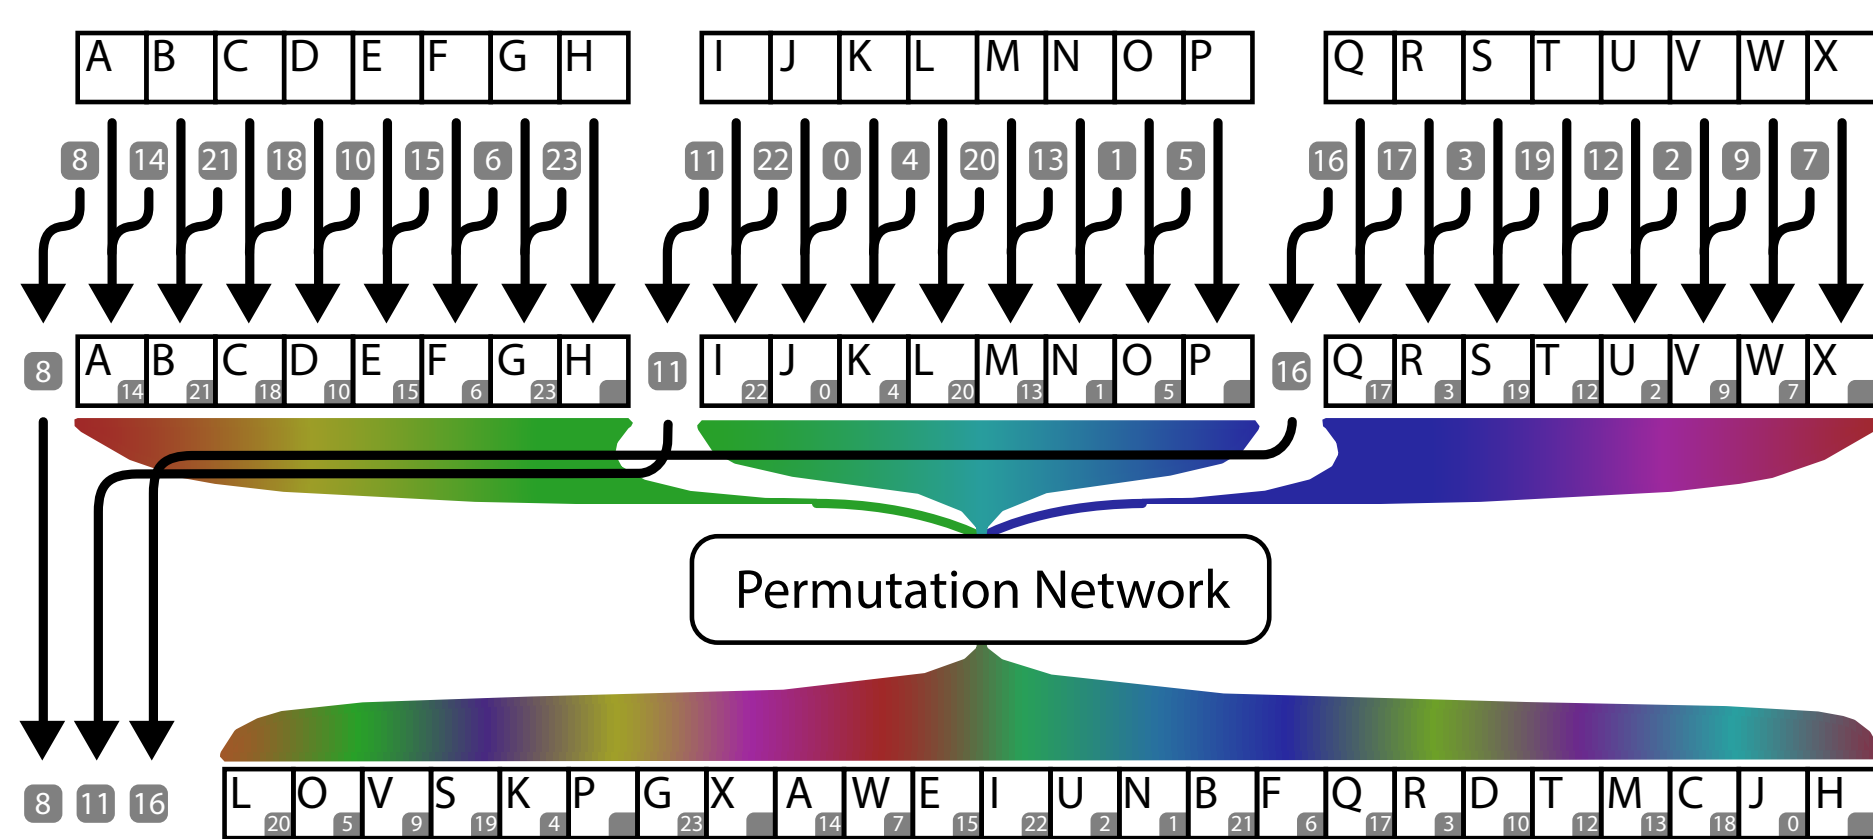 A B C D E F G H I J K L M N O P Q R S T U V W X
8 14 21 18 10 15 6 23 11 22 0 4 20 13 1 5 16 17 3 19 12 2 9 7
8 A 14 B 21 C 18 D 10 E 15 F 6 G 23 H 11 I 22 J 0 K 4 L 20 M 13 N 1 O 5 P 16 Q 17 R 3 S 19 T 12 U 2 V 9 W 7 X
Permutation Network
8 11 16 L 20 O 5 V 9 S 19 K 4 P G 23 X A 14 W 7 E 15 I 22 U 2 N 1 B 21 F 6 Q 17 R 3 D 10 T 12 M 13 C 18 J 0 H